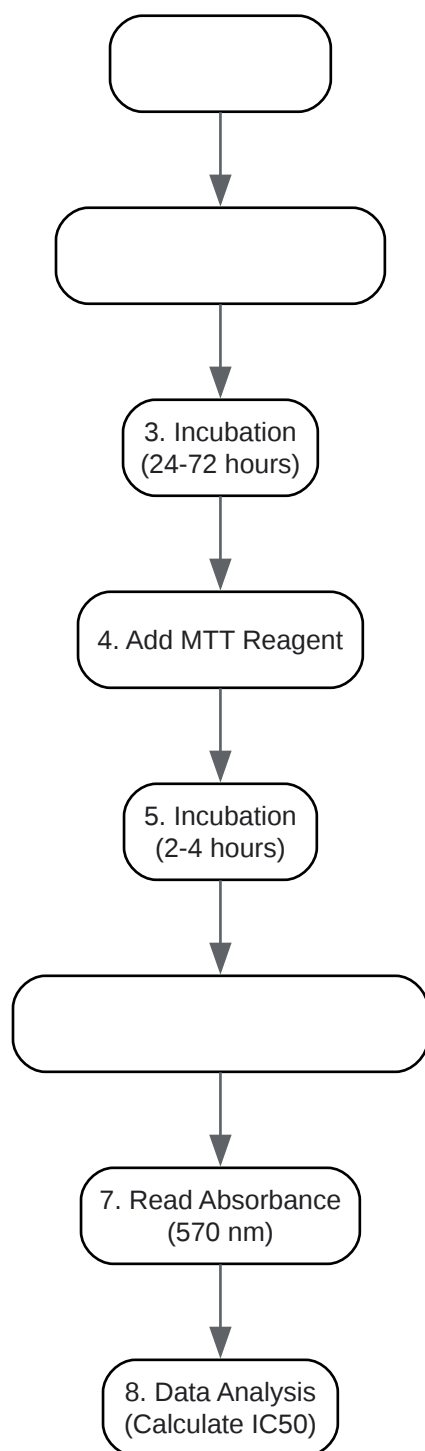 3. Incubation
(24-72 hours)
4. Add MTT Reagent
5. Incubation
(2-4 hours)
7. Read Absorbance
(570 nm)
8. Data Analysis
(Calculate IC50)